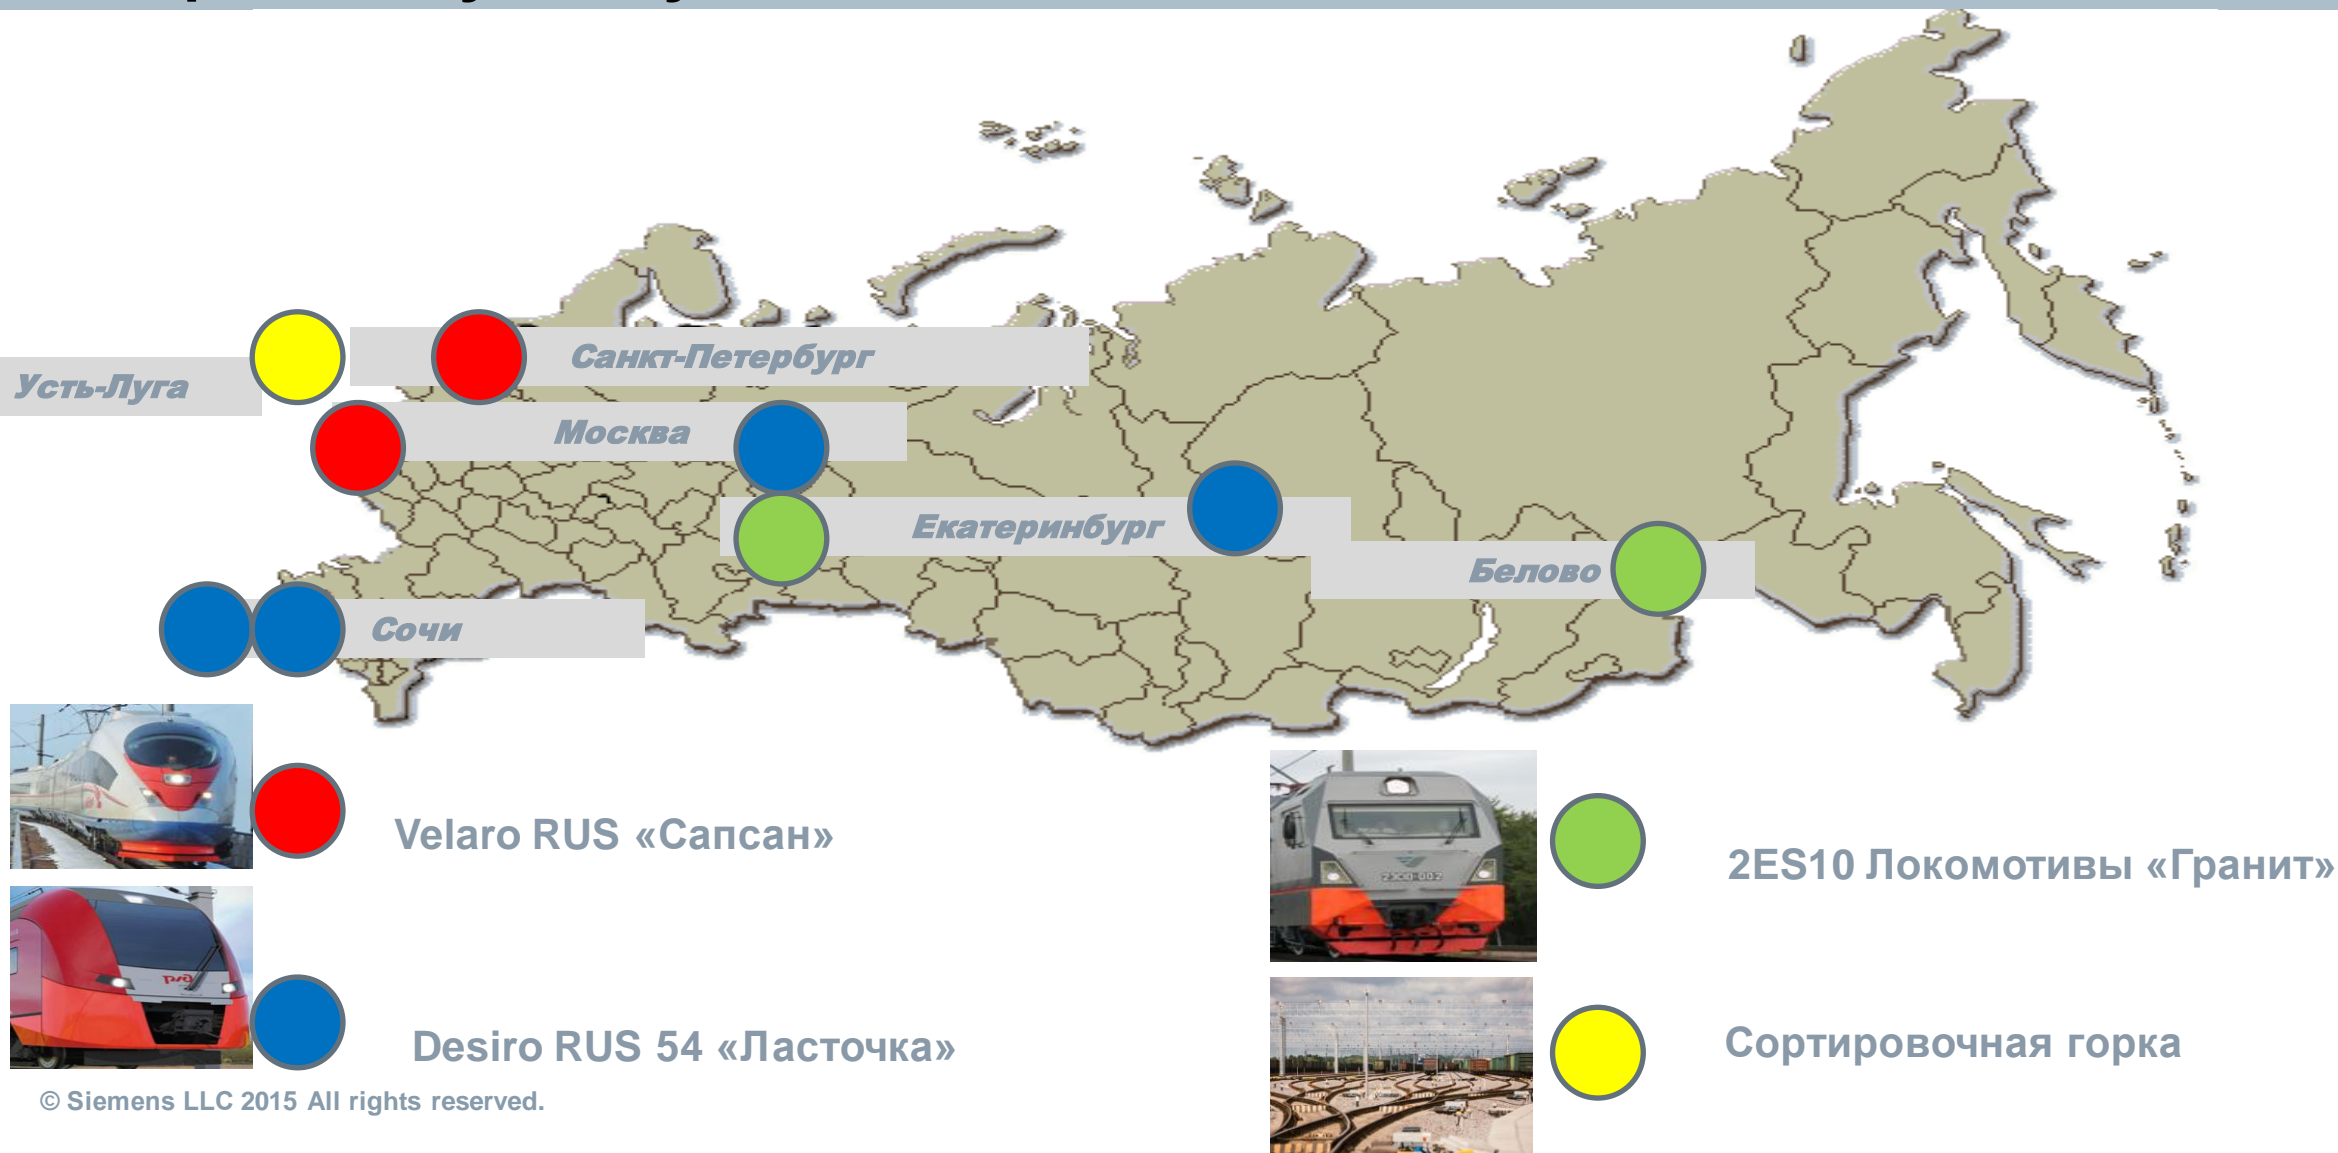 Санкт-Петербург
Усть-Луга
Москва
Екатеринбург
Белово
Сочи
Velaro RUS «Сапсан»
2ES10 Локомотивы «Гранит»
Desiro RUS 54 «Ласточка»
Сортировочная горка
© Siemens LLC 2015 All rights reserved.